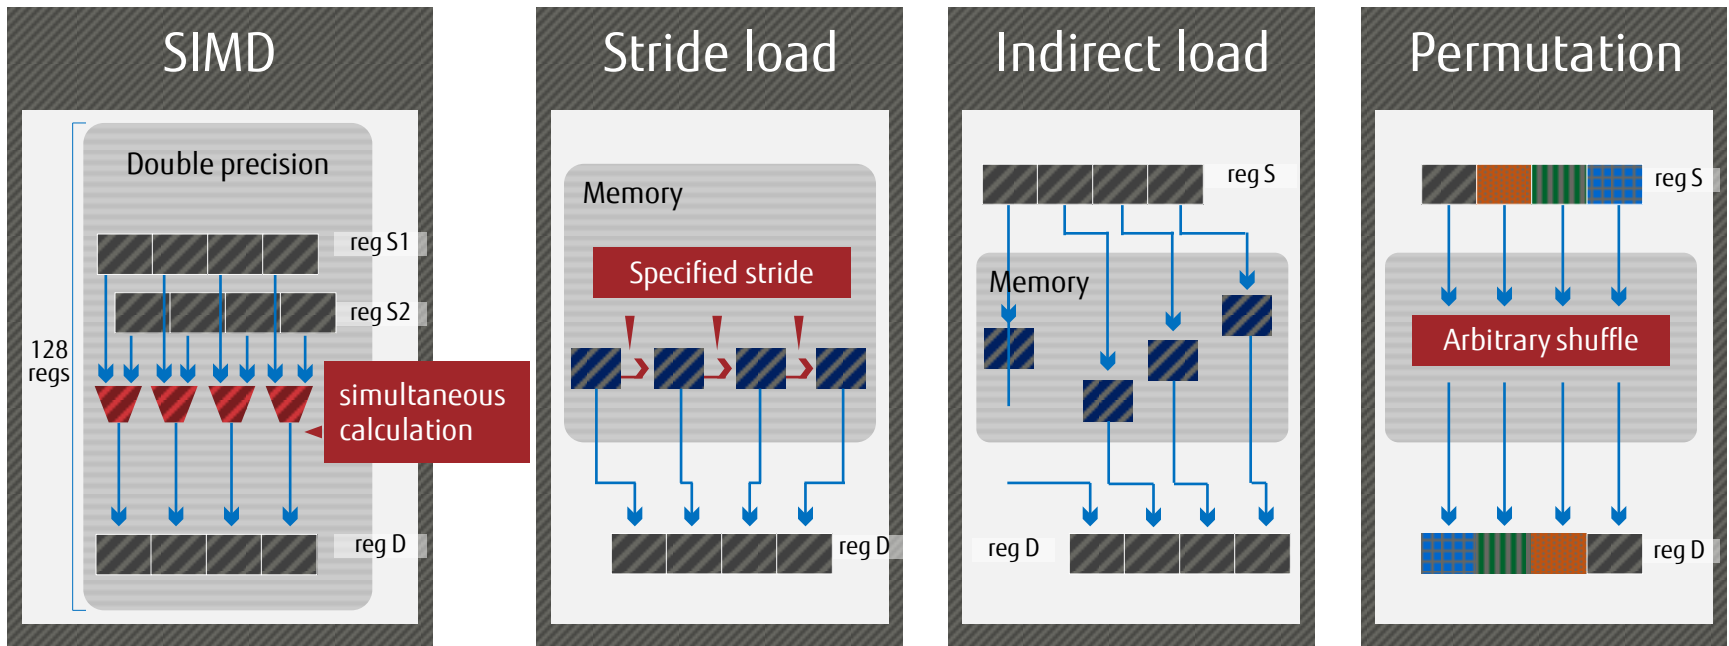 SIMD
Double precision
reg S1
reg S2
128
regs
simultaneous
calculation
reg D
Stride load
Memory
Specified stride
reg D
Indirect load
reg S
Memory
reg D
Permutation
reg S
Arbitrary shuffle
reg D